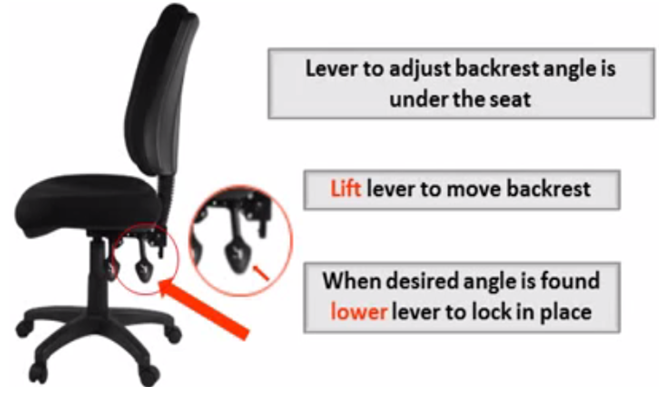 Lever to adjust backrest angle is
under the seat
Lift lever to move backrest
When desired angle is found
lower lever to lock in place